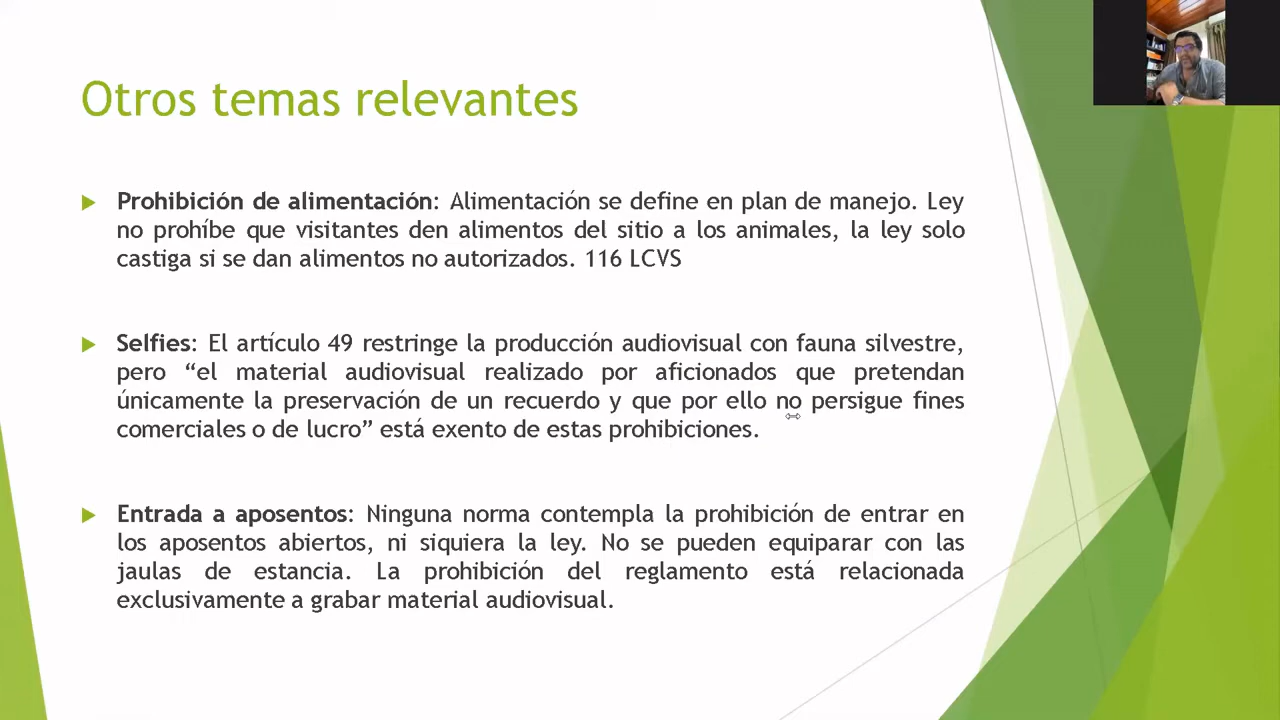 Otros temas relevantes
Prohibición de alimentación: Alimentación se define en plan de manejo. Ley
no prohíbe que visitantes den alimentos del sitio a los animales, la ley solo
castiga si se dan alimentos no autorizados. 116 LCVS
Selfies: El artículo 49 restringe la producción audiovisual con fauna silvestre,
pero “el material audiovisual realizado por aficionados que pretendan
únicamente la preservación de un recuerdo y que por ello no persigue fines
comerciales o de lucro” está exento de estas prohibiciones.
Entrada a aposentos: Ninguna norma contempla la prohibición de entrar en
los aposentos abiertos, ni siquiera la ley. No se pueden equiparar con las
jaulas de estancia. La prohibición del reglamento está relacionada
exclusivamente a grabar material audiovisual.